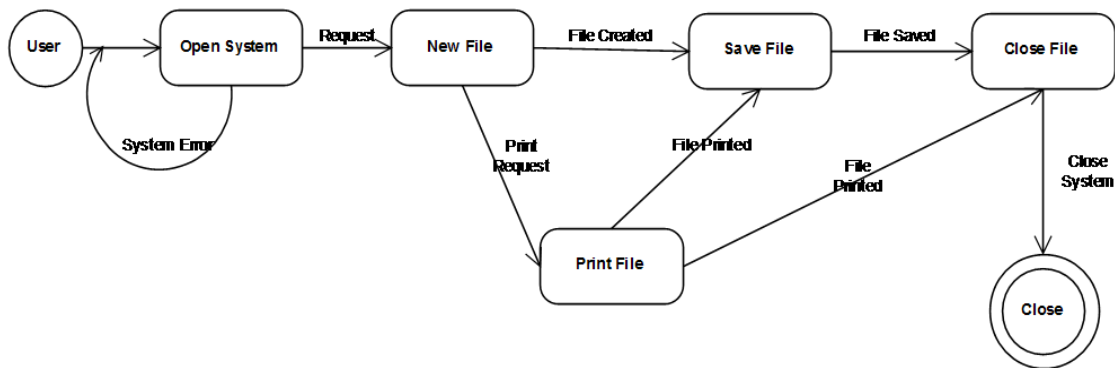 User
Open System
Request
New File
File Created
Save File
File Saved
Close File
System Error
Print
Request
File Printed
File
Printed
Close
System
Print File
Close